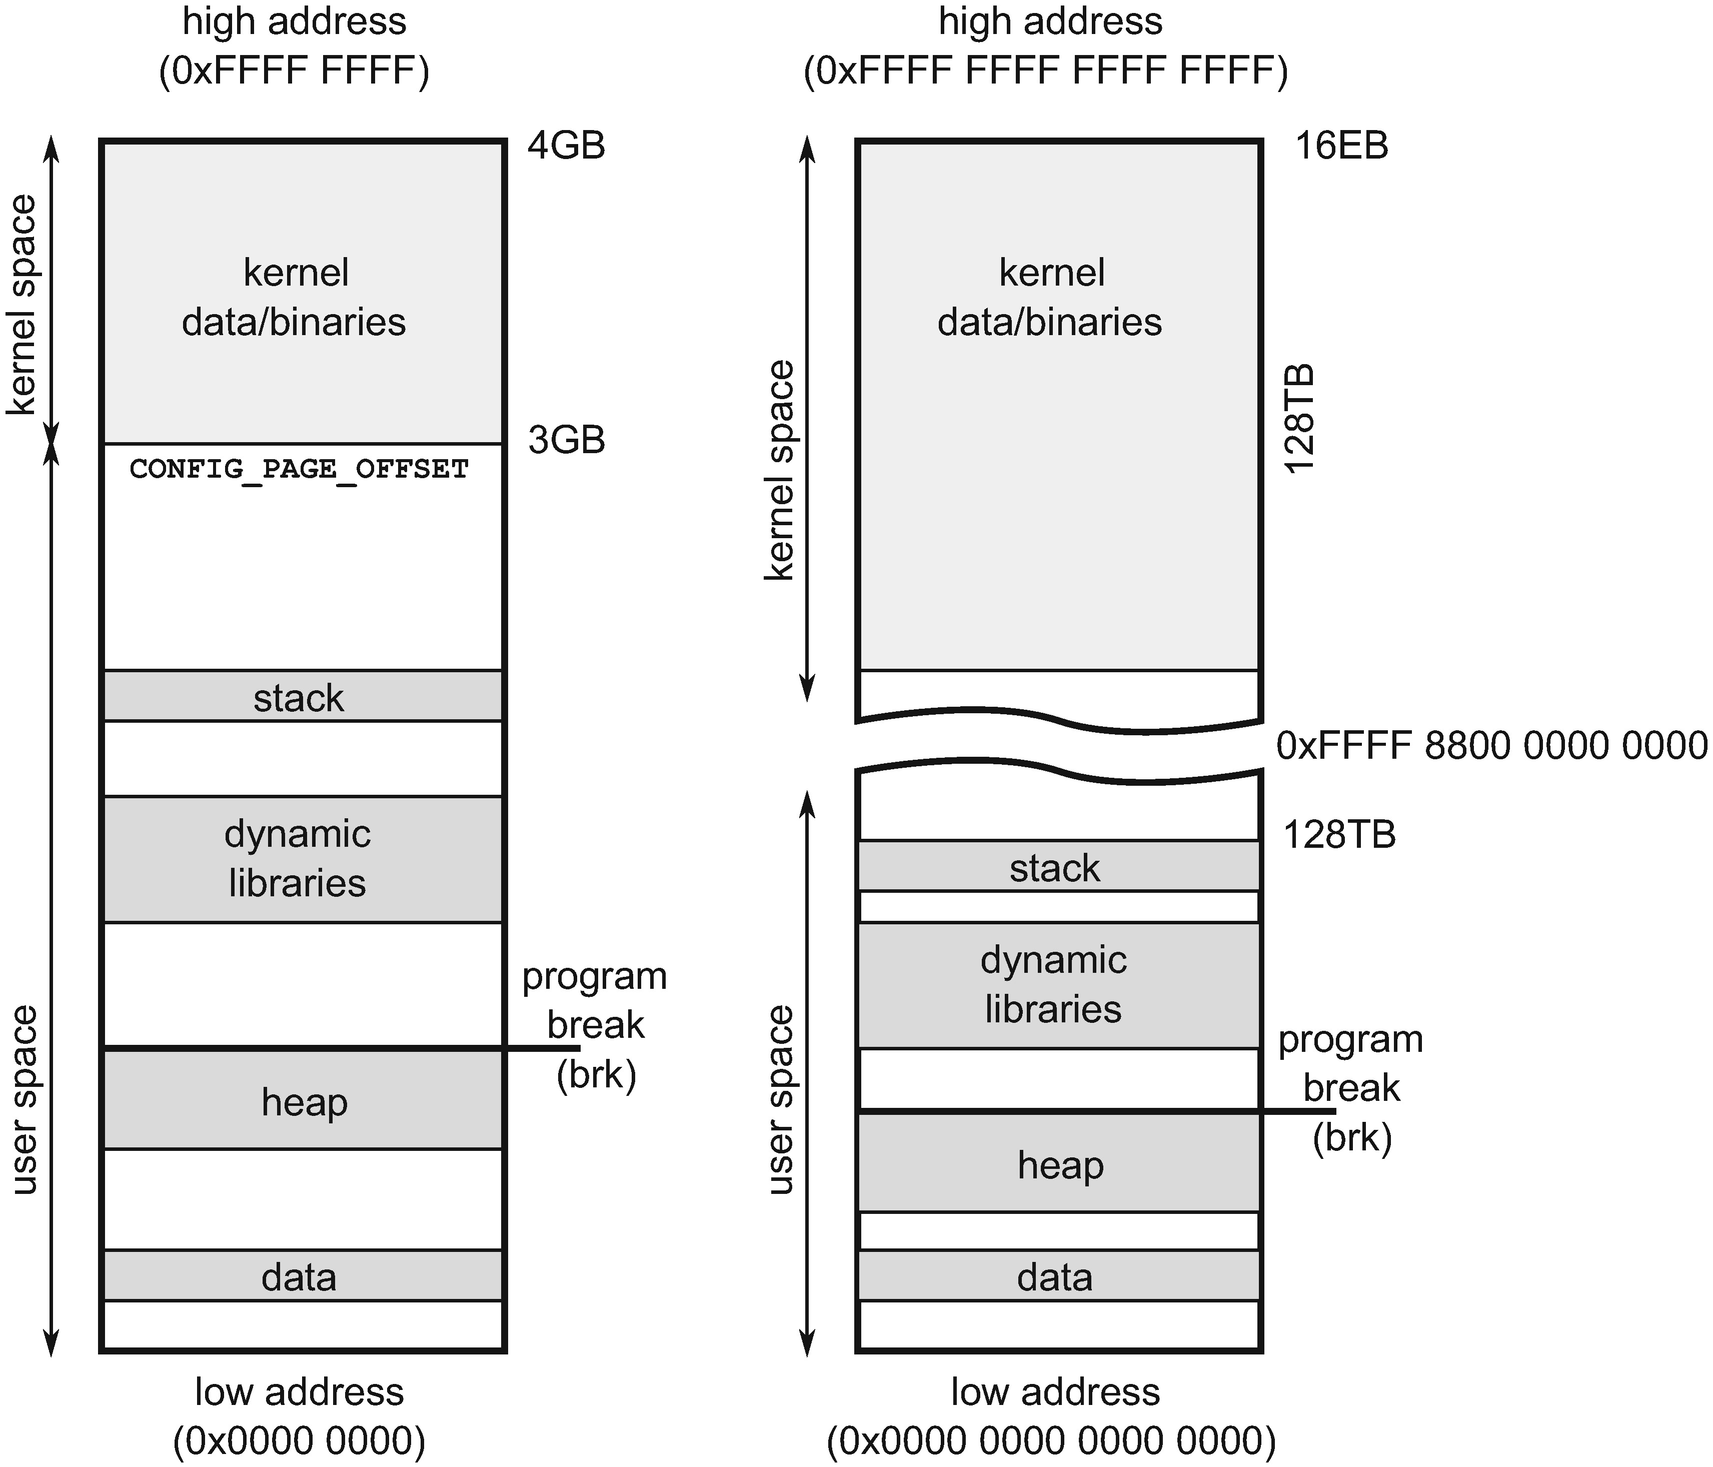 high address
(0xFFFF FFFF)
4GB
kernel space
kernel
data/binaries
3GB
CONFIG_PAGE_OFFSET
stack
dynamic
libraries
program
break
(brk)
user space
heap
data
low address
(0x0000 0000)
high address
(0xFFFF FFFF FFFF FFFF)
16EB
kernel
data/binaries
kernel space
128TB
0xFFFF 8800 0000 0000
128TB
stack
dynamic
libraries
program
break
(brk)
user space
heap
data
low address
(0x0000 0000 0000 0000)